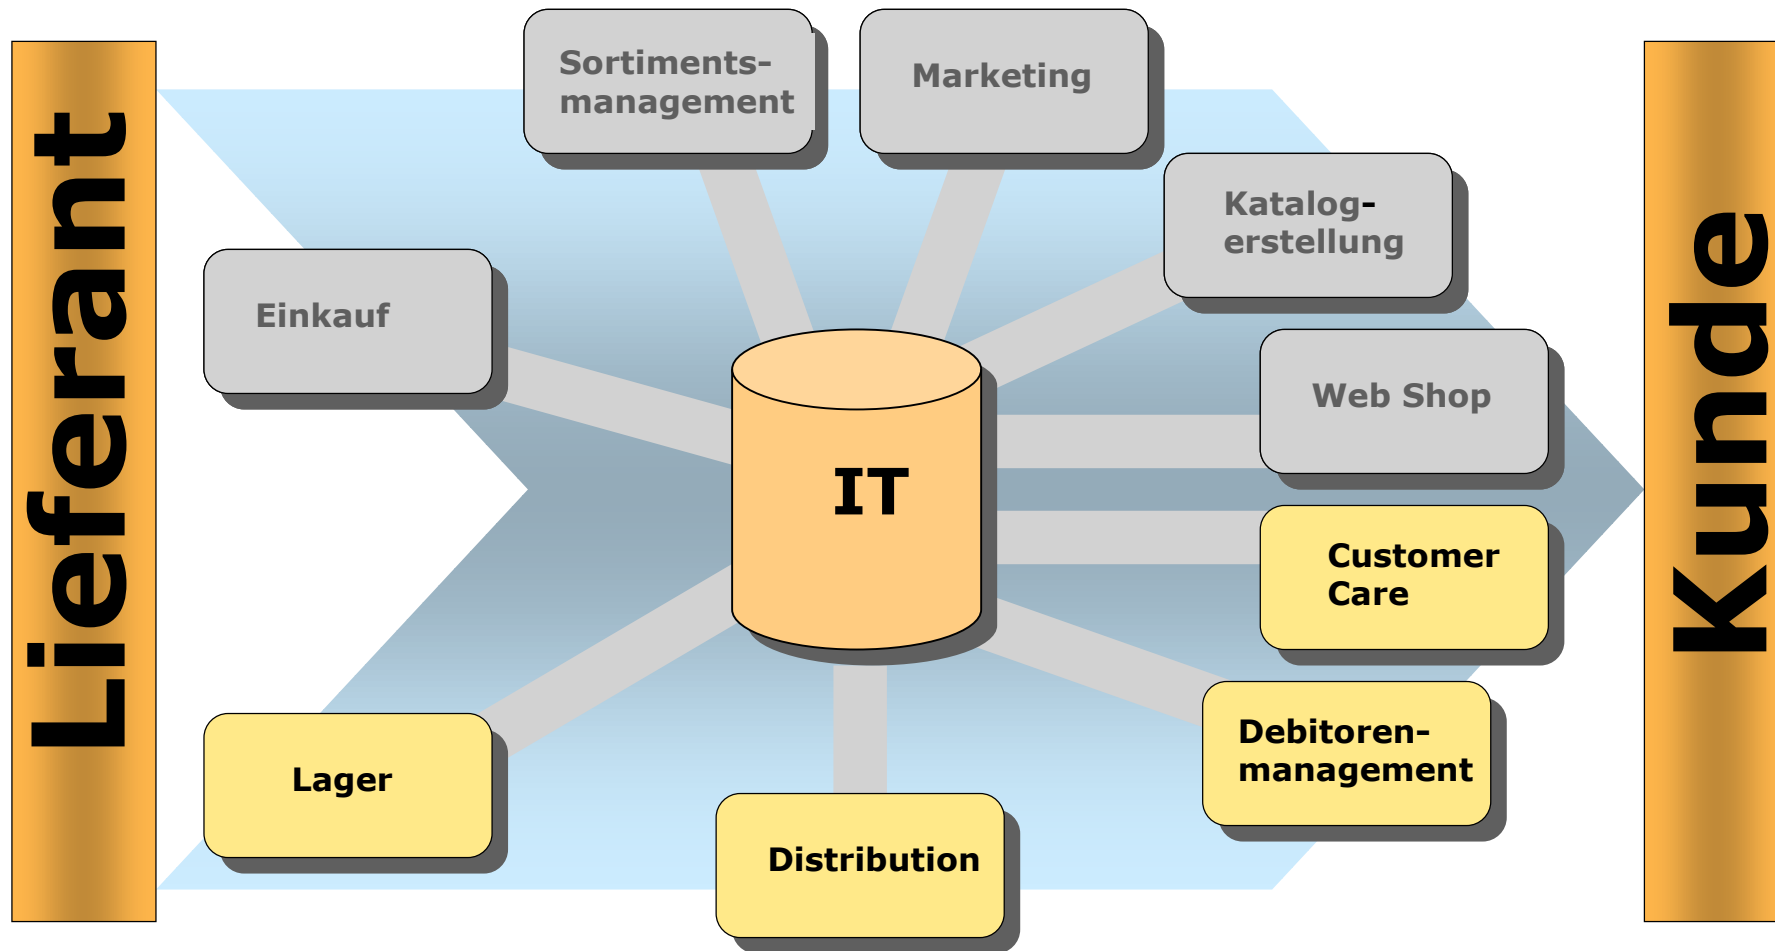 Lieferant
Sortiments-
management
Marketing
Katalog-
erstellung
Einkauf
Web Shop
IT
Customer
Care
Debitoren-
management
Lager
Distribution
Kunde